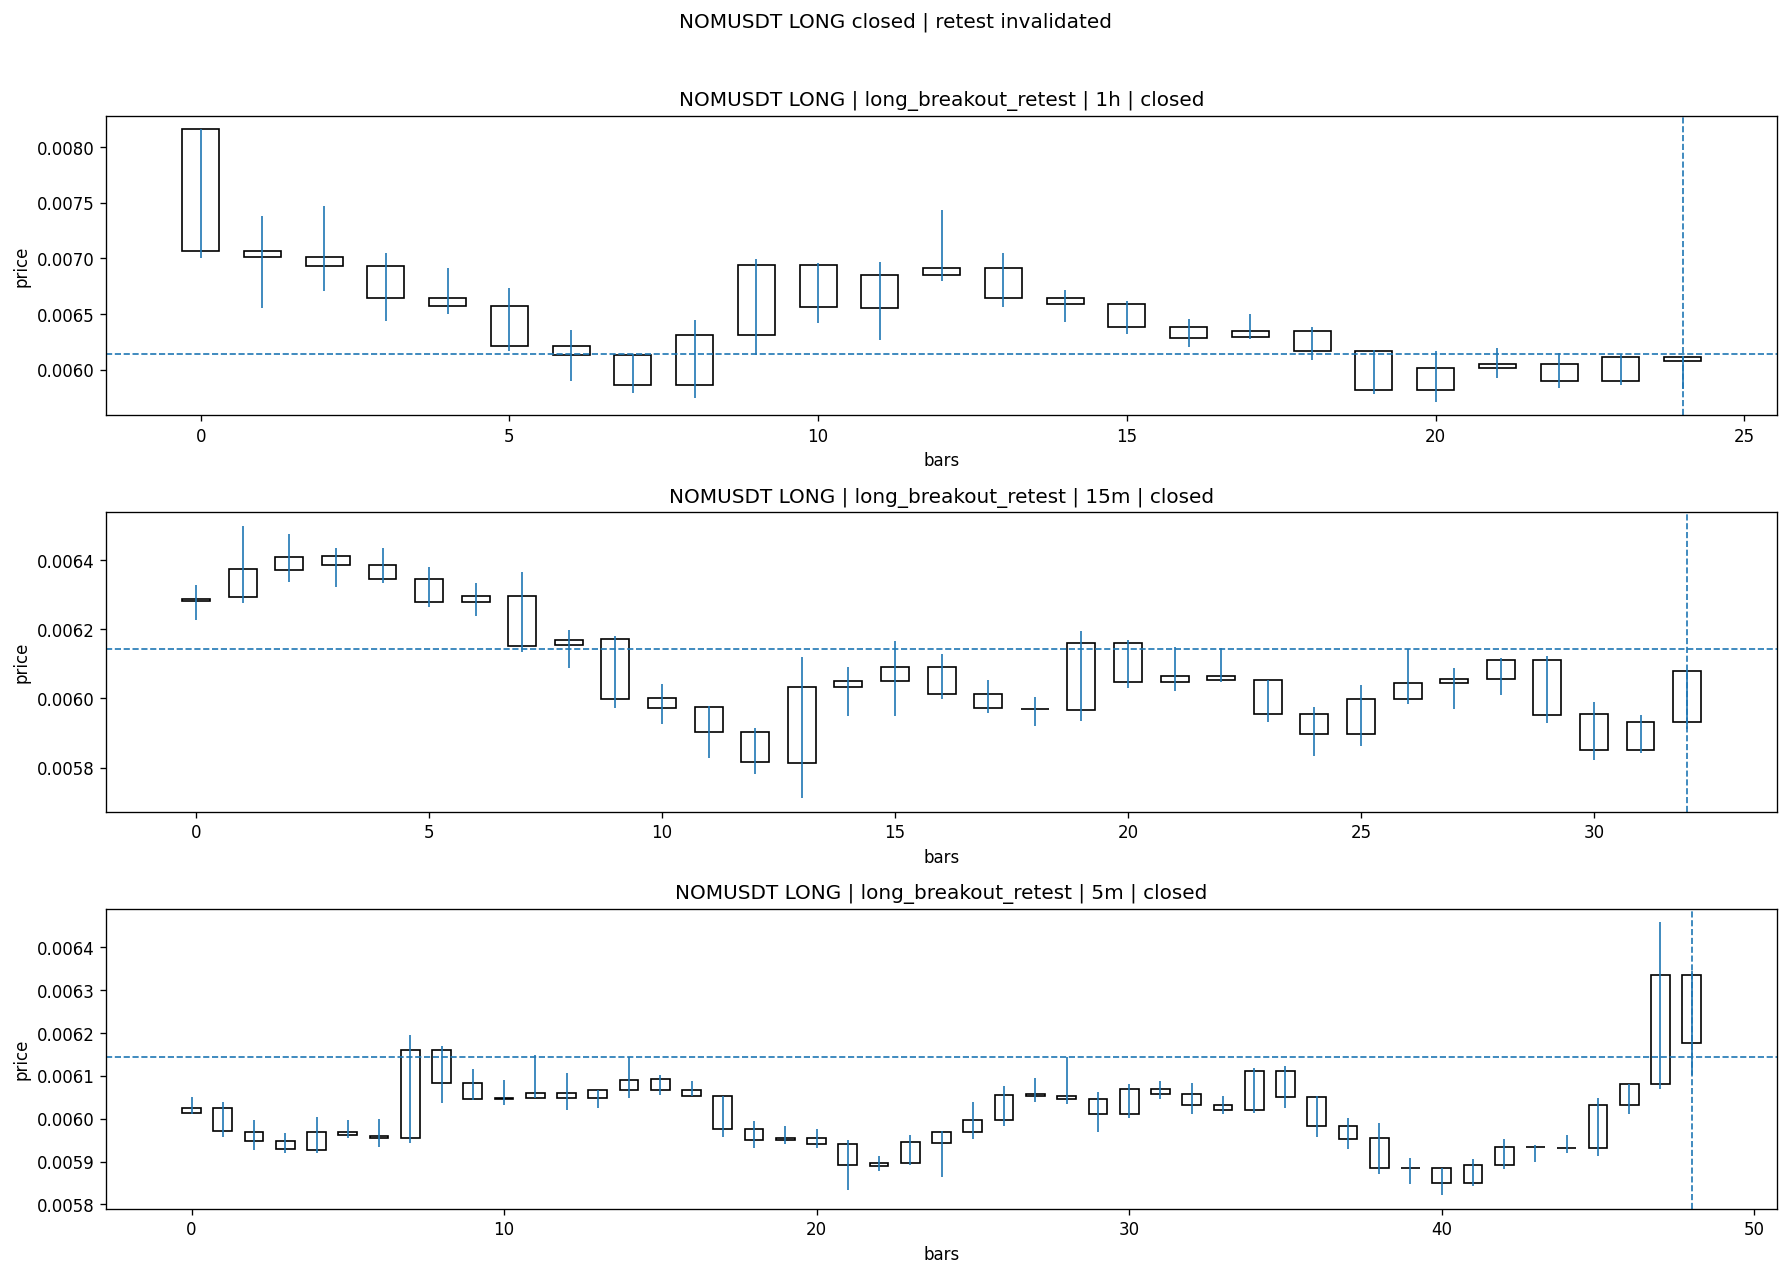 NOMUSDT LONG closed | retest invalidated
NOMUSDT LONG | long_breakout_retest | 1h | closed
0.0080
0.0075
0.0070
0.0065
0.0060
price
0 5 10 15 20 25
bars
NOMUSDT LONG | long_breakout_retest | 15m | closed
0.0064
0.0062
0.0060
0.0058
price
0 5 10 15 20 25 30
bars
NOMUSDT LONG | long_breakout_retest | 5m | closed
0.0064
0.0063
0.0062
0.0061
0.0060
0.0059
0.0058
price
0 10 20 30 40 50
bars